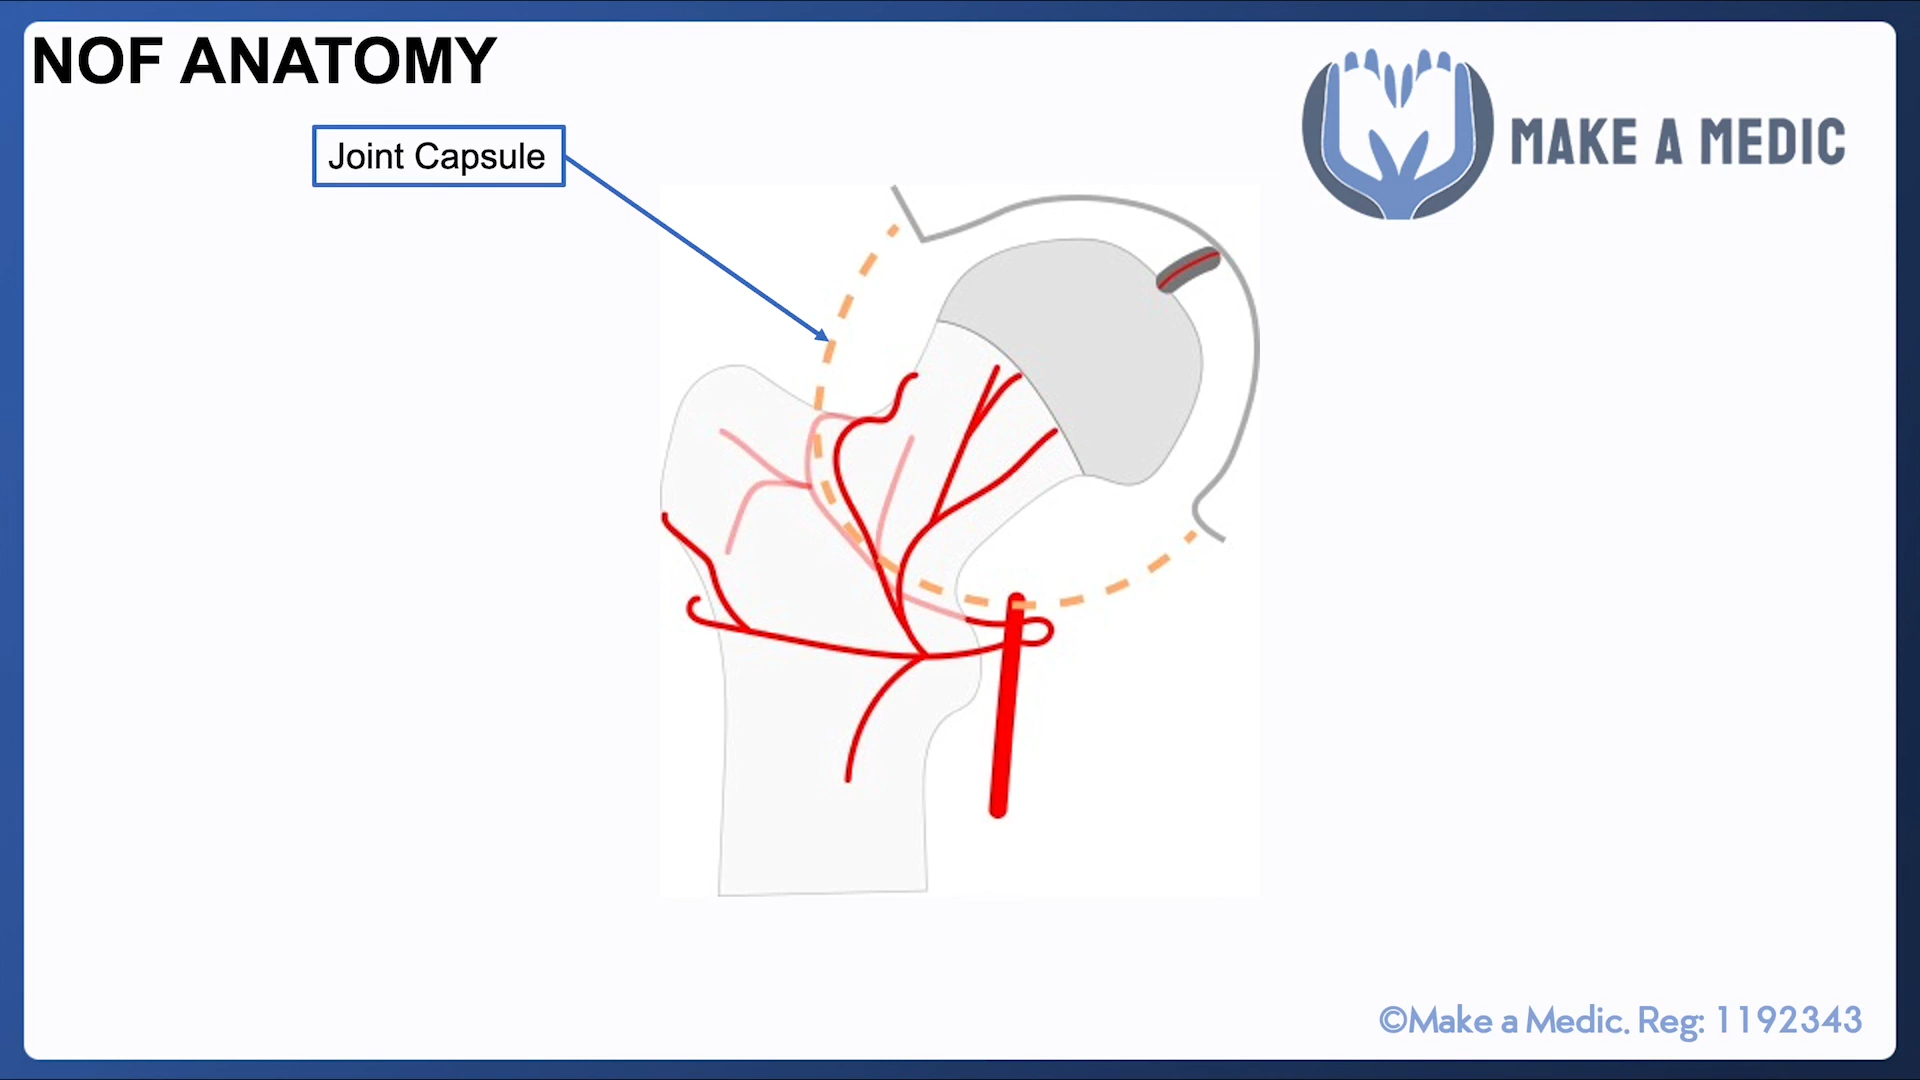 NOF ANATOMY
MAKE A MEDIC
Joint Capsule
©Make a Medic. Reg: 1192343